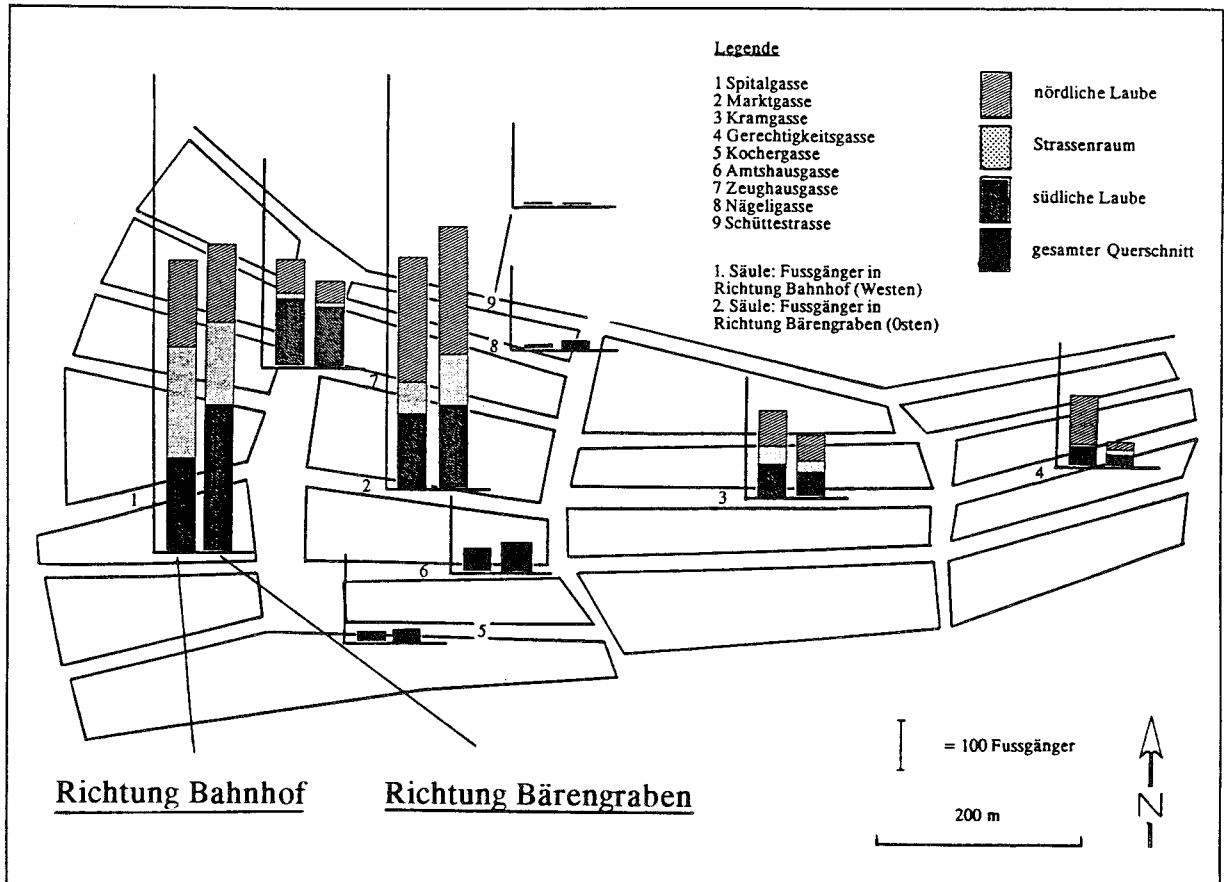 Legende
1 Spitalgasse
2 Marktgasse
3 Kramgasse
4 Gerechtigkeitsgasse
5 Kochergasse
6 Amtshausgasse
7 Zeughausgasse
8 Nägeligasse
9 Schüttestrasse
nördliche Laube
Strassenraum
südliche Laube
gesamter Querschnitt
1. Säule: Fussgänger in
Richtung Bahnhof (Westen)
2. Säule: Fussgänger in
Richtung Bärengraben (Osten)
9
8
7
1
2
3
4
6
5
= 100 Fussgänger
200 m
N
Richtung Bahnhof
Richtung Bärengraben